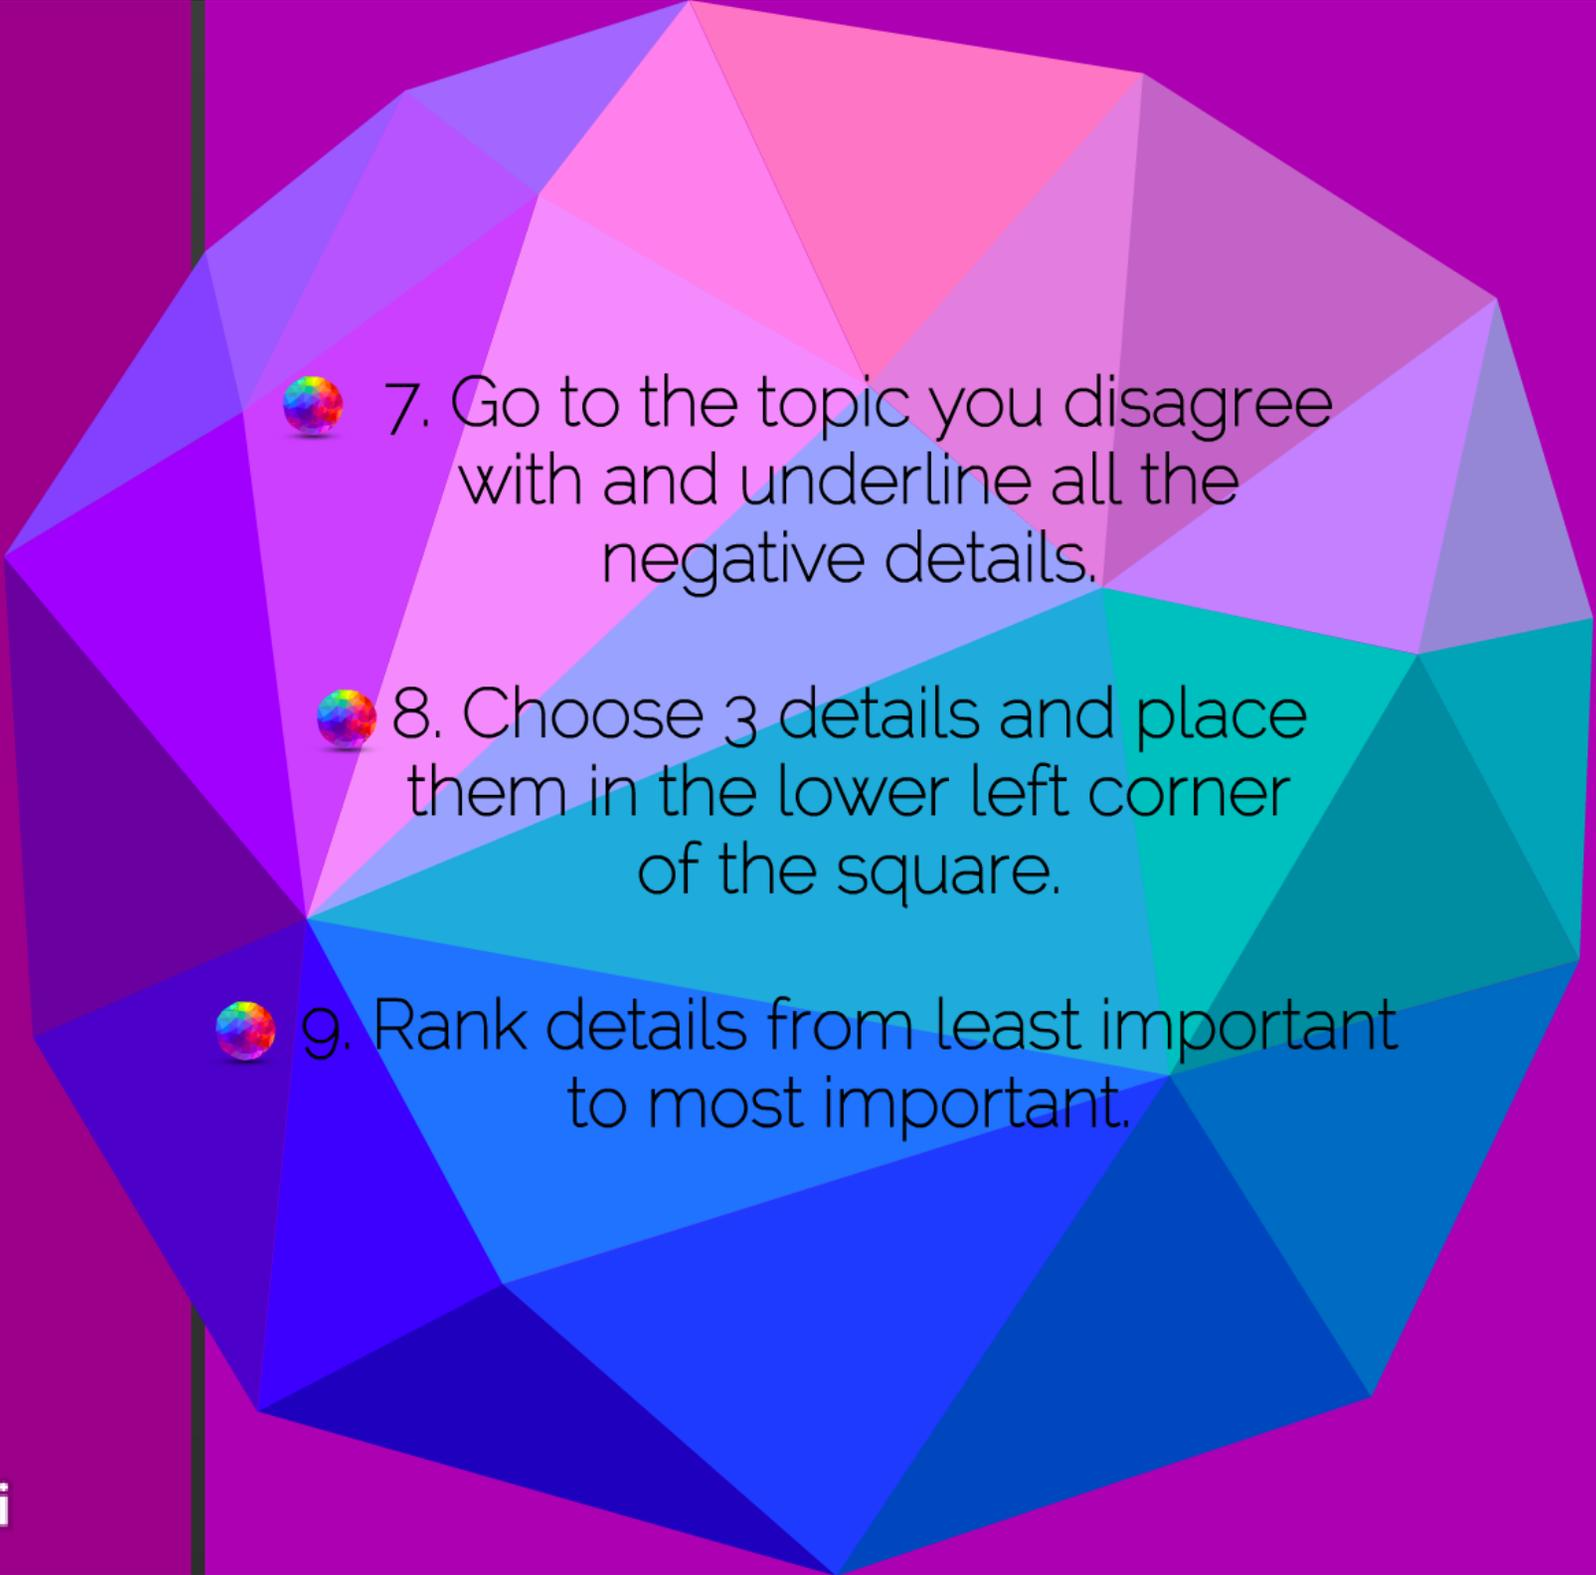 7. Go to the topic you disagree
with and underline all the
negative details.
8. Choose 3 details and place
them in the lower left corner
of the square.
9. Rank details from least important
to most important.
i